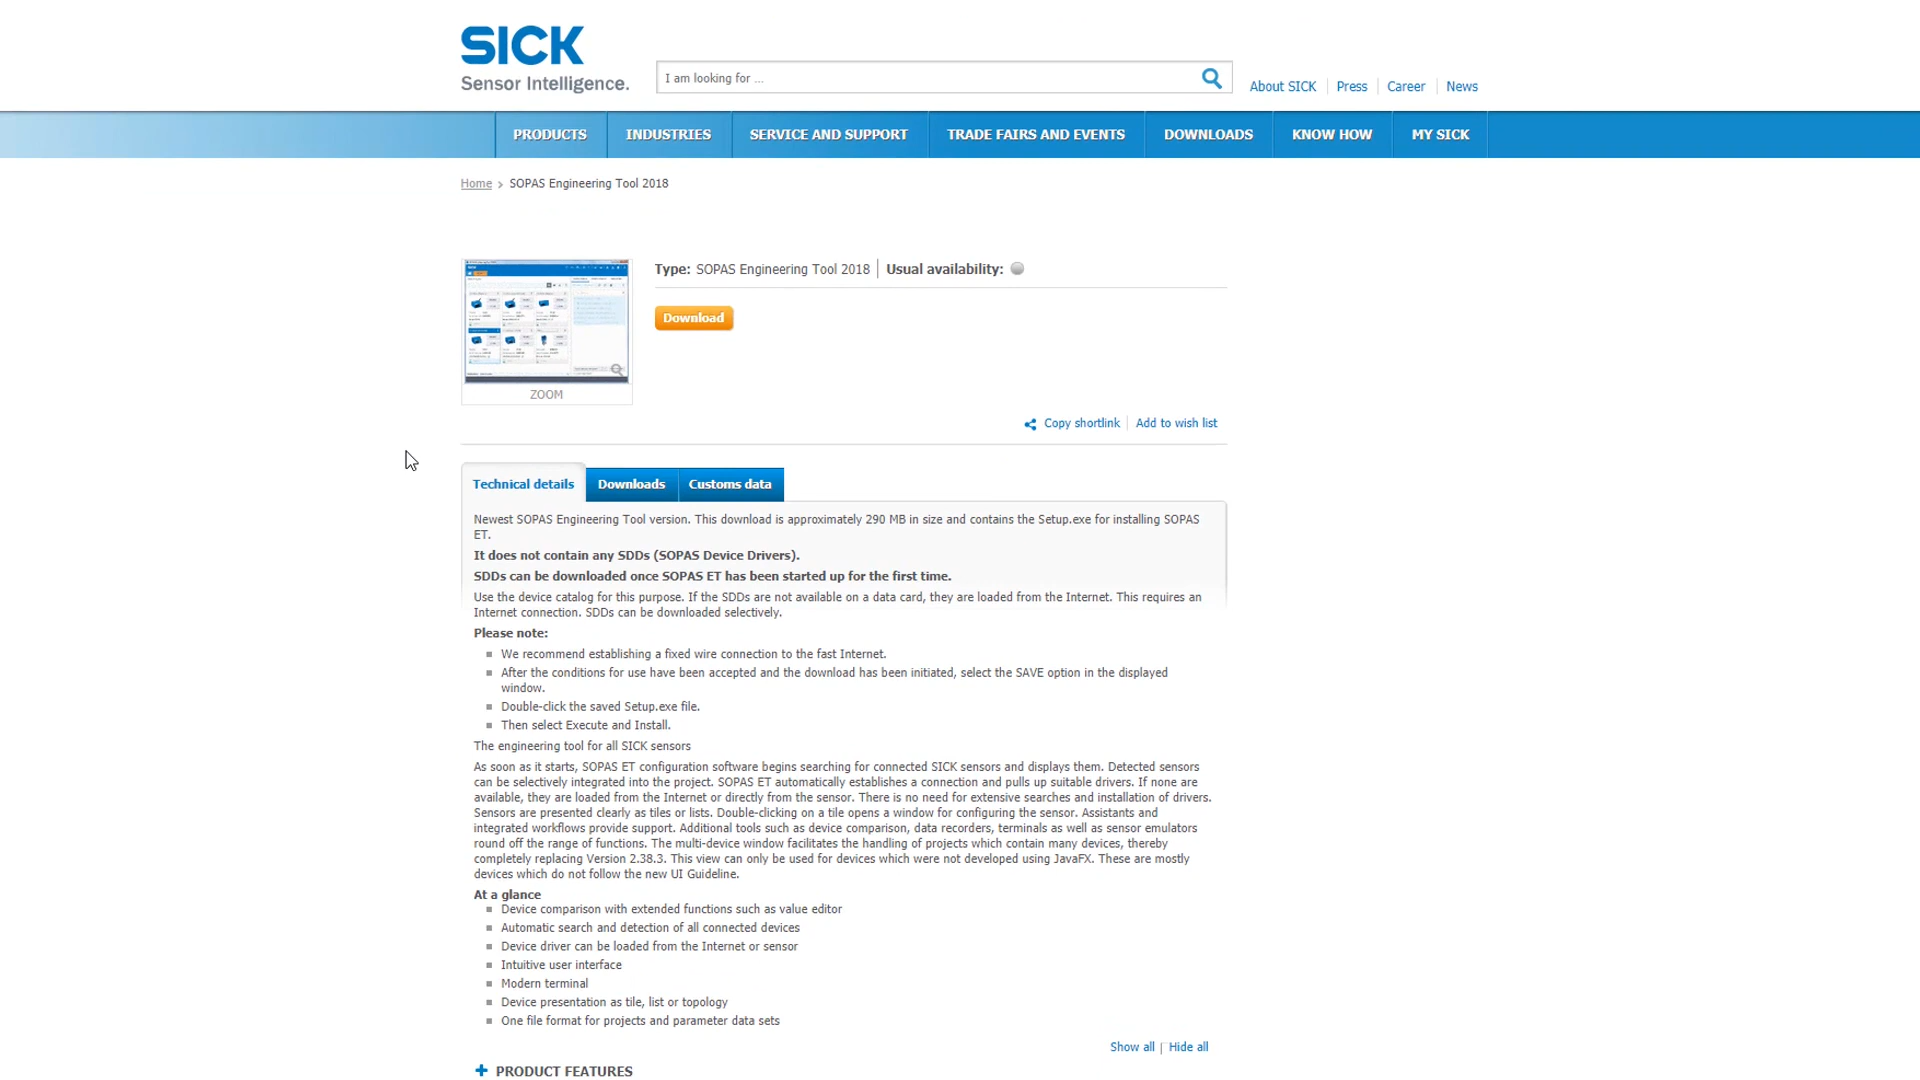 SICK
Sensor Intelligence.
I am looking for ...
About SICK
Press
Career
News
PRODUCTS
INDUSTRIES
SERVICE AND SUPPORT
TRADE FAIRS AND EVENTS
DOWNLOADS
KNOW HOW
MY SICK
Home > SOPAS Engineering Tool 2018
Type: SOPAS Engineering Tool 2018
Usual availability:
Download
ZOOM
Copy shortlink
Add to wish list
Technical details
Downloads
Customs data
Newest SOPAS Engineering Tool version. This download is approximately 290 MB in size and contains the Setup.exe for installing SOPAS
ET.
It does not contain any SDDs (SOPAS Device Drivers).
SDDs can be downloaded once SOPAS ET has been started up for the first time.
Use the device catalog for this purpose. If the SDDs are not available on a data card, they are loaded from the Internet. This requires an
Internet connection. SDDs can be downloaded selectively.
Please note:
We recommend establishing a fixed wire connection to the fast Internet.
After the conditions for use have been accepted and the download has been initiated, select the SAVE option in the displayed
window.
Double-click the saved Setup.exe file.
Then select Execute and Install.
The engineering tool for all SICK sensors
As soon as it starts, SOPAS ET configuration software begins searching for connected SICK sensors and displays them. Detected sensors
can be selectively integrated into the project. SOPAS ET automatically establishes a connection and pulls up suitable drivers. If none are
available, they are loaded from the Internet or directly from the sensor. There is no need for extensive searches and installation of drivers.
Sensors are presented clearly as tiles or lists. Double-clicking on a tile opens a window for configuring the sensor. Assistants and
integrated workflows provide support. Additional tools such as device comparison, data recorders, terminals as well as sensor emulators
round off the range of functions. The multi-device window facilitates the handling of projects which contain many devices, thereby
completely replacing Version 2.38.3. This view can only be used for devices which were not developed using JavaFX. These are mostly
devices which do not follow the new UI Guideline.
At a glance
Device comparison with extended functions such as value editor
Automatic search and detection of all connected devices
Device driver can be loaded from the Internet or sensor
Intuitive user interface
Modern terminal
Device presentation as tile, list or topology
One file format for projects and parameter data sets
Show all | Hide all
PRODUCT FEATURES